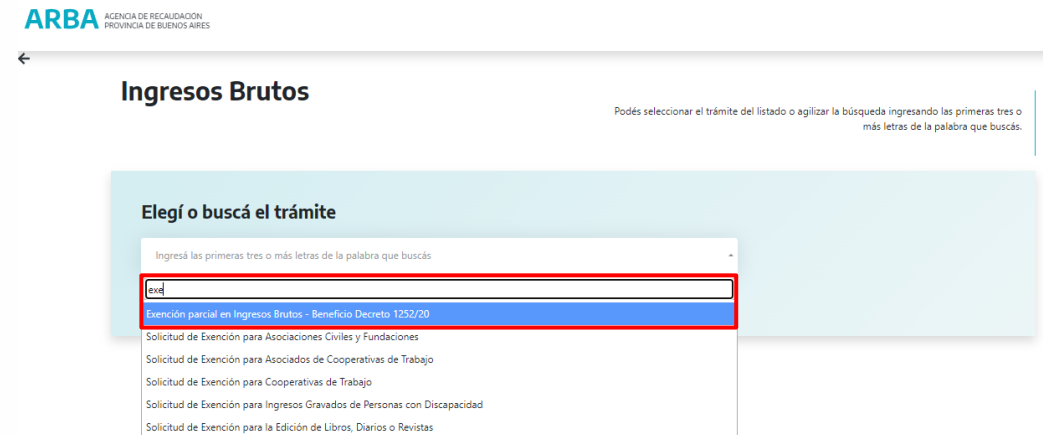 ARBA AGENCIA DE RECAUDACIÓN
PROVINCIA DE BUENOS AIRES
Ingresos Brutos
Podés seleccionar el trámite del listado o agilizar la búsqueda ingresando las primeras tres o
más letras de la palabra que buscás.
Elegí o buscá el trámite
Ingresá las primeras tres o más letras de la palabra que buscás
exe
Exención parcial en Ingresos Brutos - Beneficio Decreto 1252/20
Solicitud de Exención para Asociaciones Civiles y Fundaciones
Solicitud de Exención para Asociados de Cooperativas de Trabajo
Solicitud de Exención para Cooperativas de Trabajo
Solicitud de Exención para Ingresos Gravados de Personas con Discapacidad
Solicitud de Exención para la Edición de Libros, Diarios o Revistas